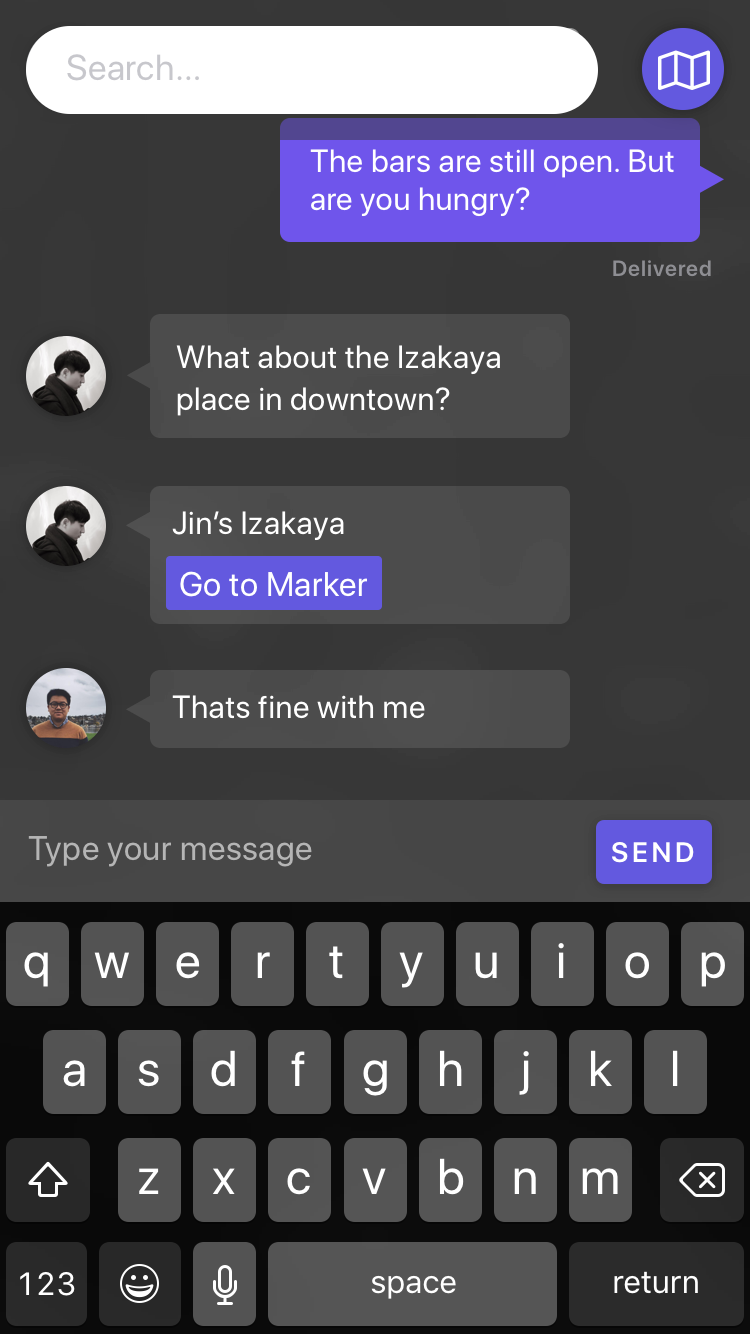 Search...
The bars are still open. But
are you hungry?
Delivered
What about the Izakaya
place in downtown?
Jin’s Izakaya
Go to Marker
Thats fine with me
Type your message
SEND
q w e r t y u i o p
a s d f g h j k l
z x c v b n m
123 space return